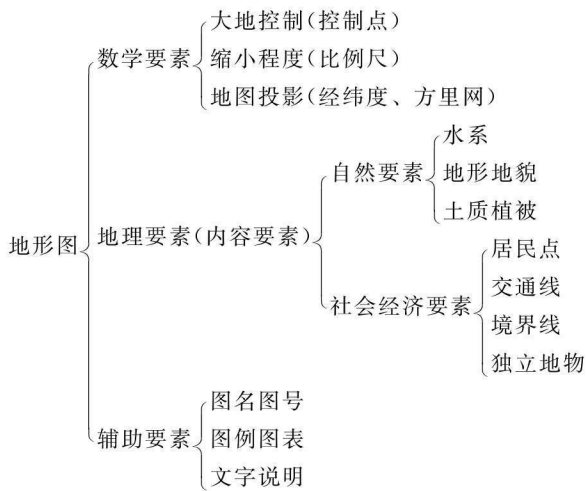 大地控制(控制点)
数学要素
缩小程度(比例尺)
地图投影(经纬度、方里网)
水系
自然要素
地形地貌
土质植被
地形图
地理要素(内容要素)
居民点
交通线
社会经济要素
境界线
独立地物
图名图号
辅助要素
图例图表
文字说明